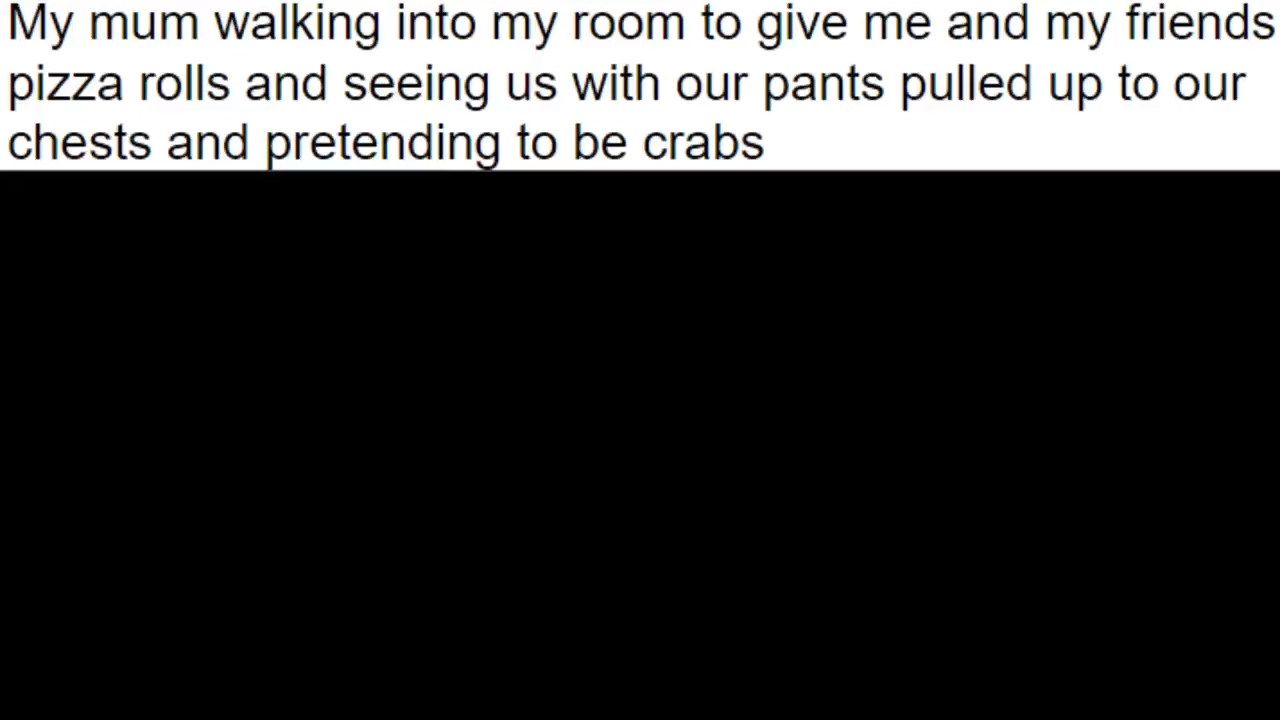 My mum walking into my room to give me and my friends
pizza rolls and seeing us with our pants pulled up to our
chests and pretending to be crabs